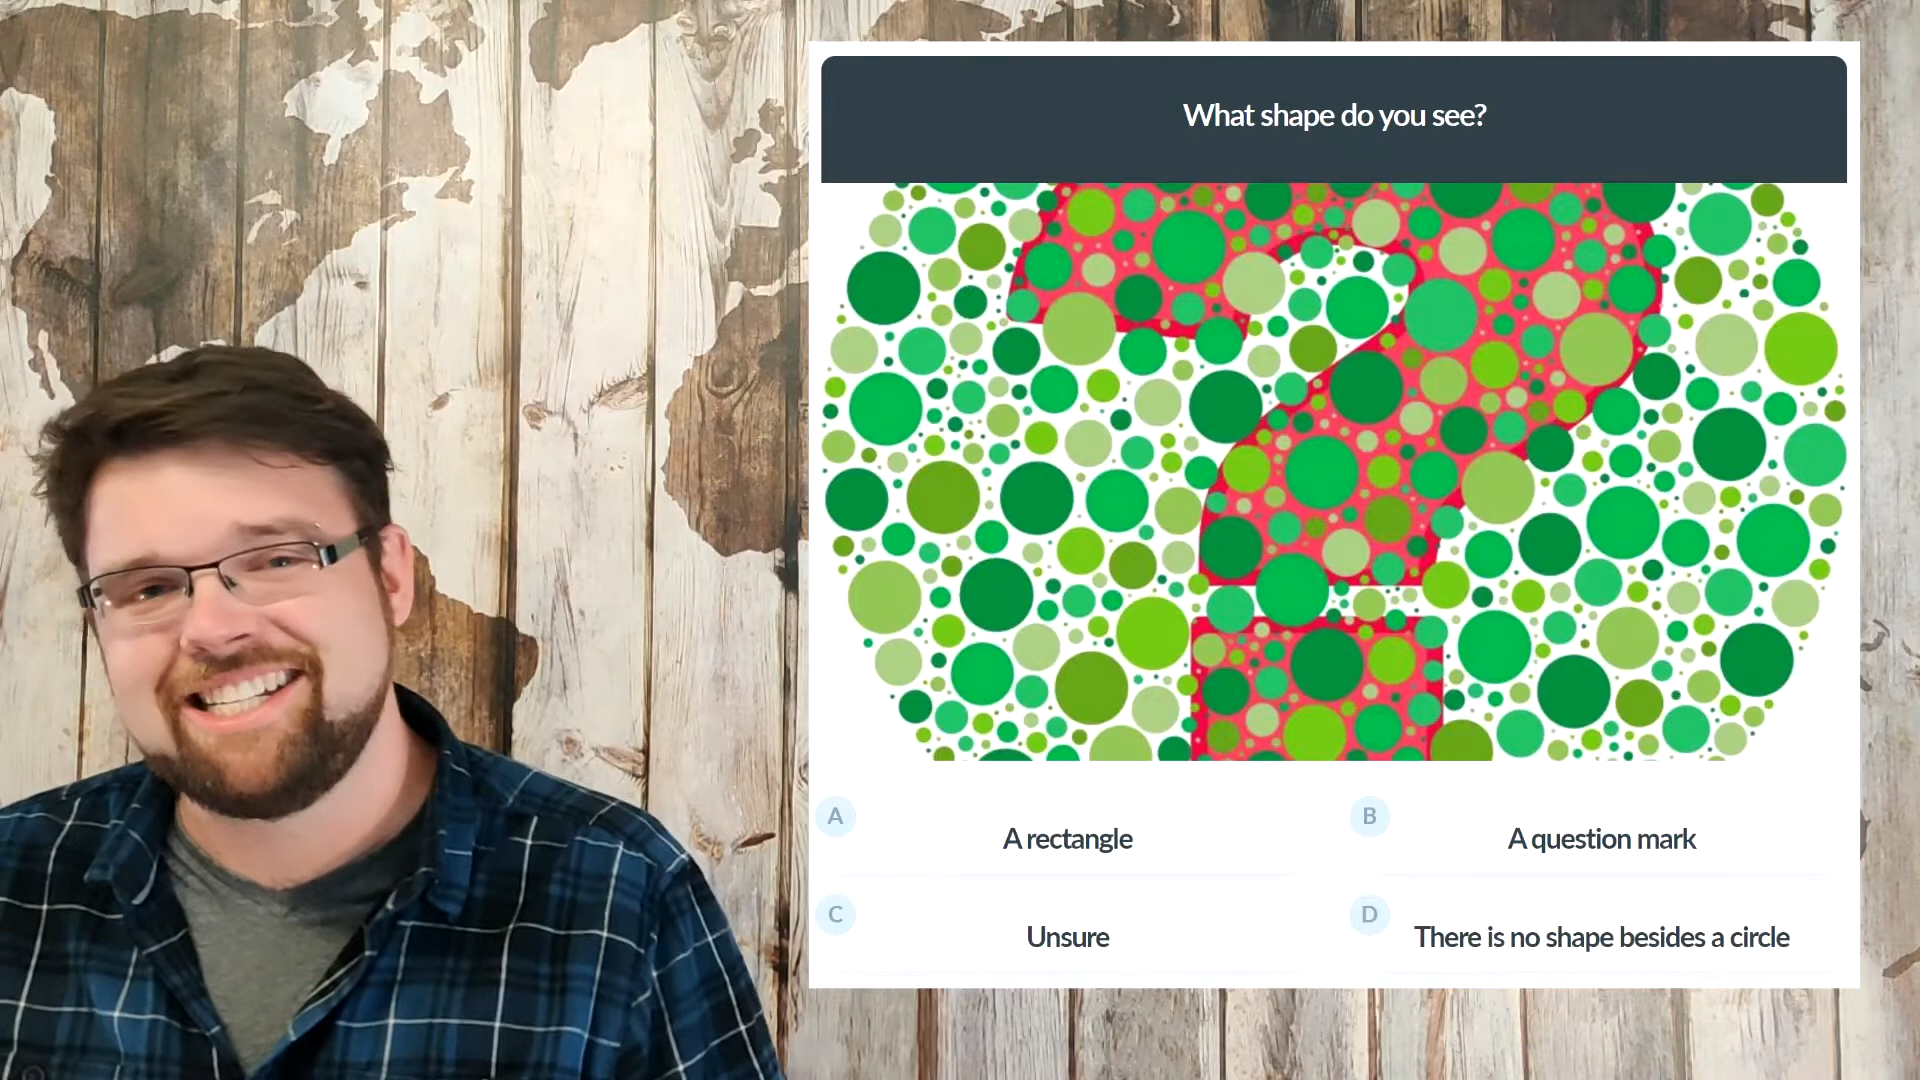 What shape do you see?
A
A rectangle
B
A question mark
C
Unsure
D
There is no shape besides a circle